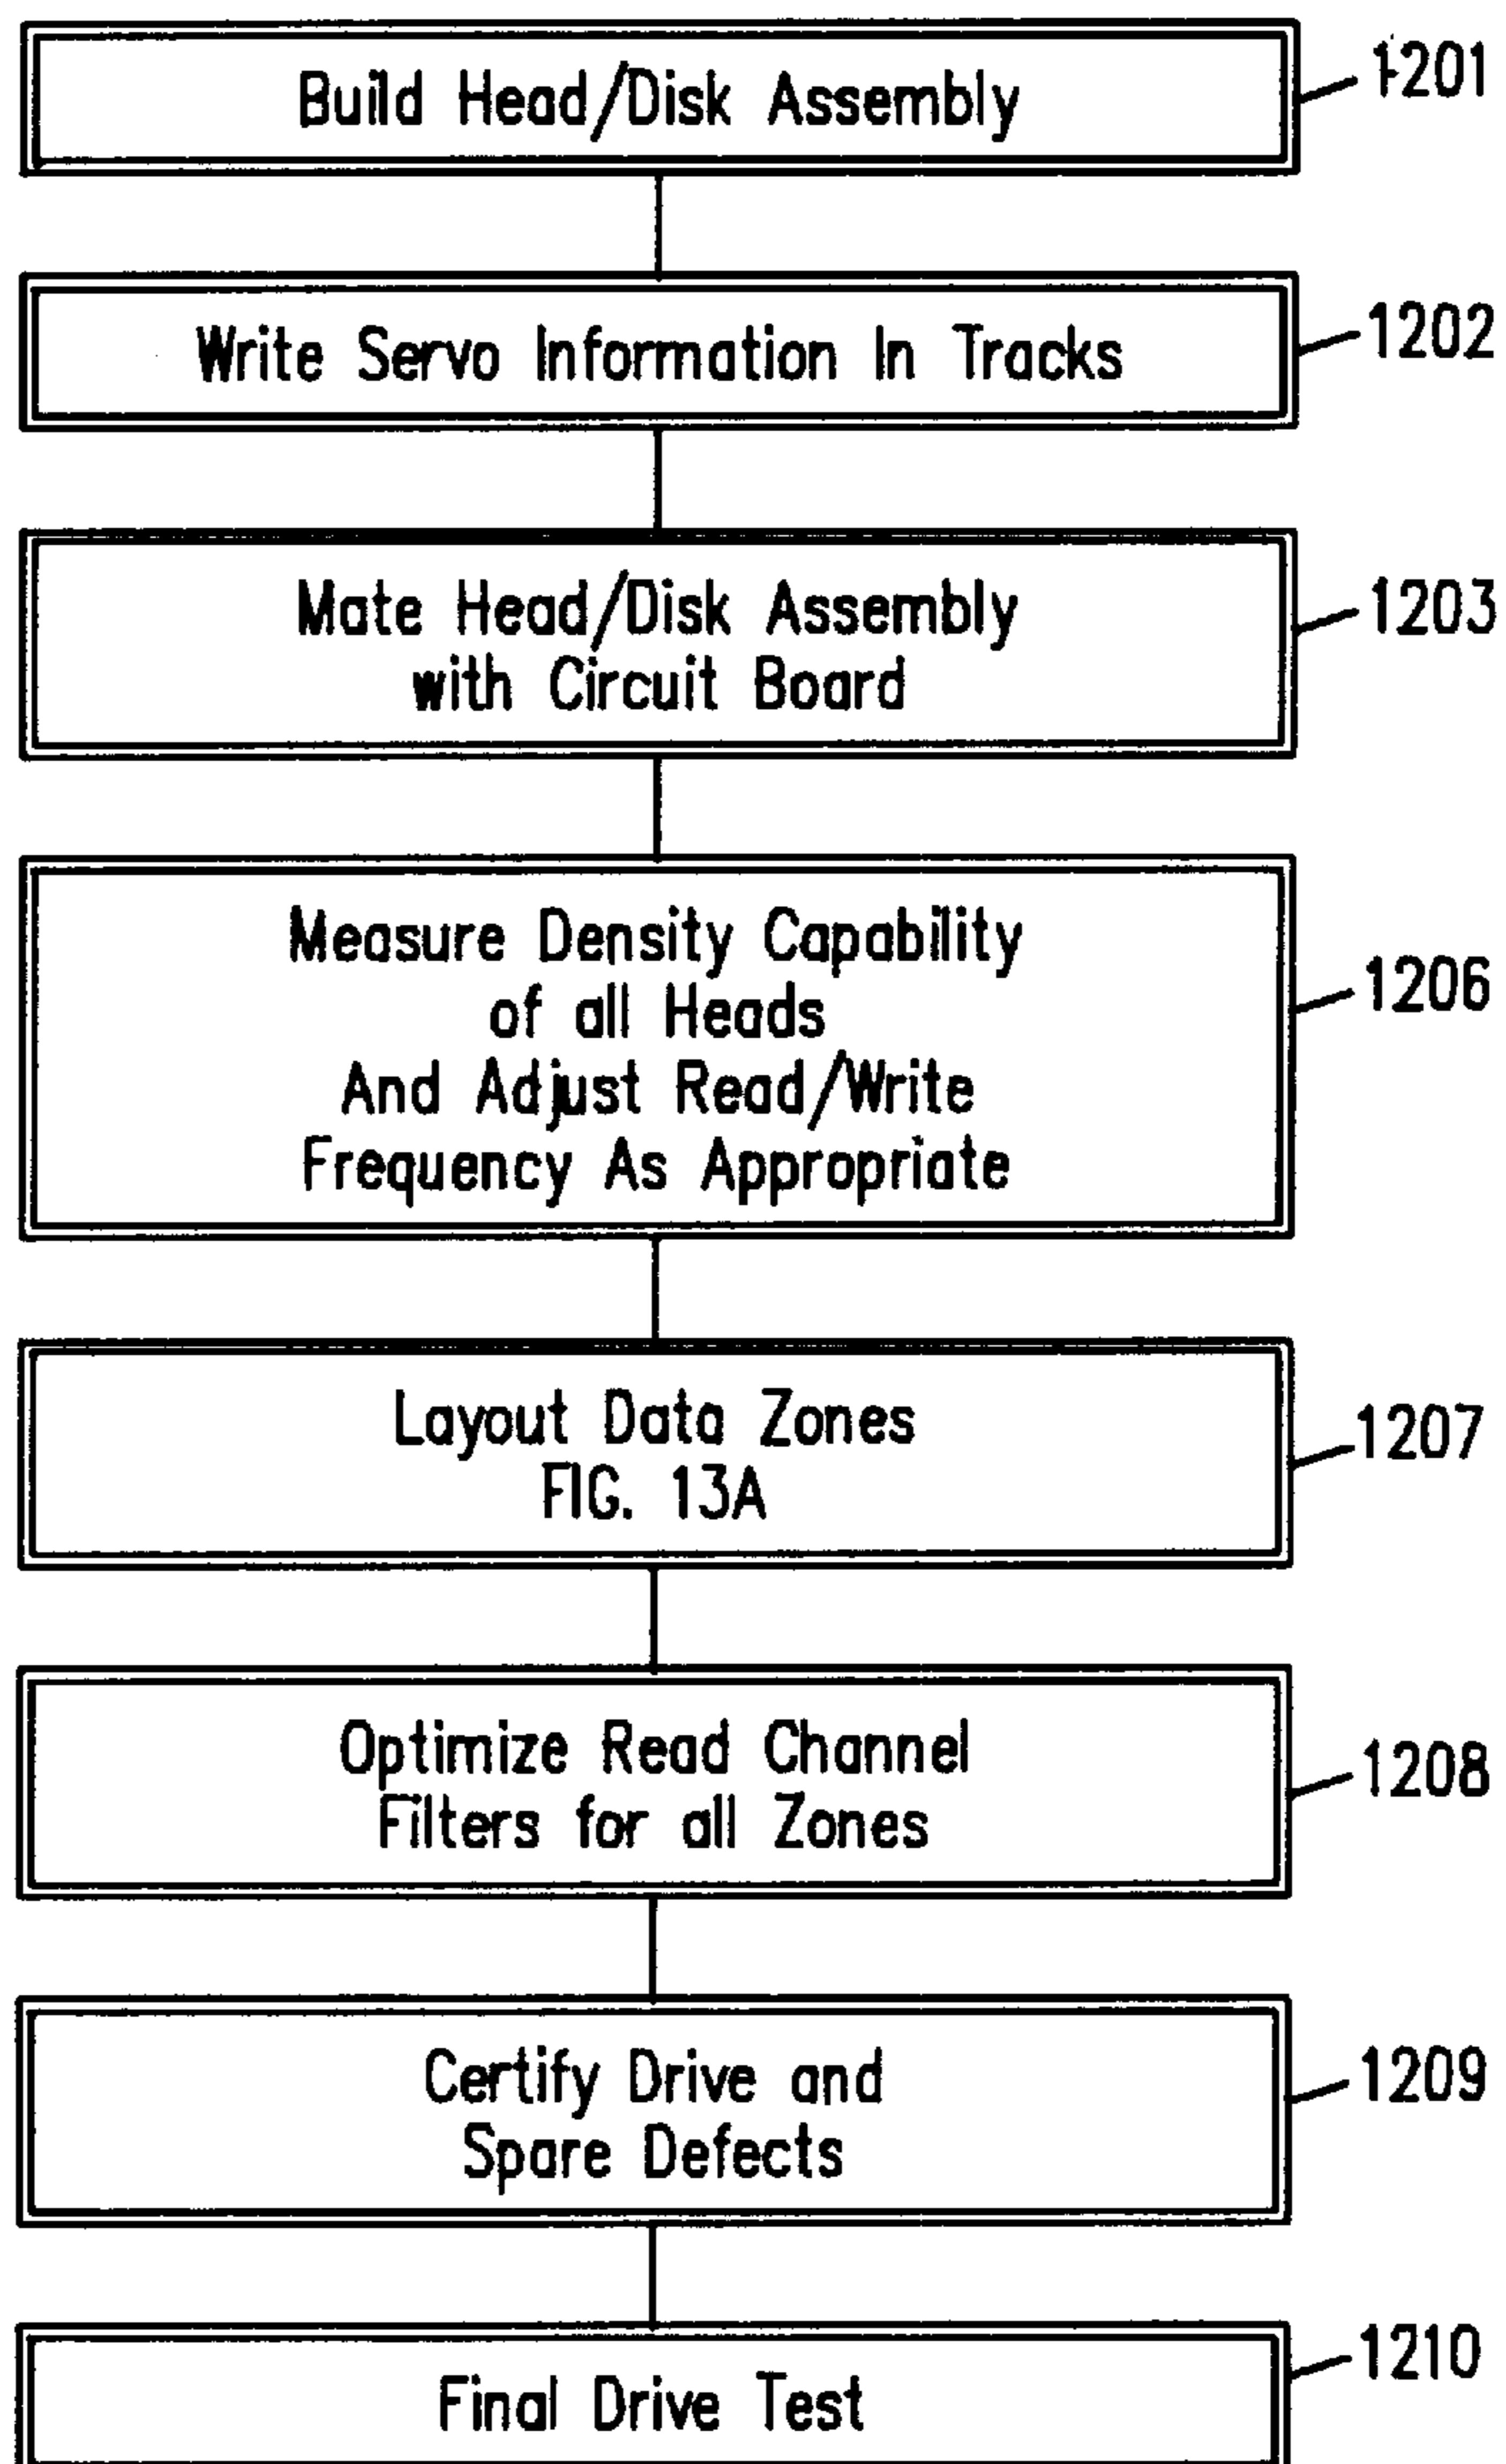 Build Head/Disk Assembly
1201
Write Servo Information In Tracks
1202
Mate Head/Disk Assembly
with Circuit Board
1203
Measure Density Capability
of all Heads
And Adjust Read/Write
Frequency As Appropriate
1206
Layout Data Zones
FIG. 13A
1207
Optimize Read Channel
Filters for all Zones
1208
Certify Drive and
Spare Defects
1209
Final Drive Test
1210